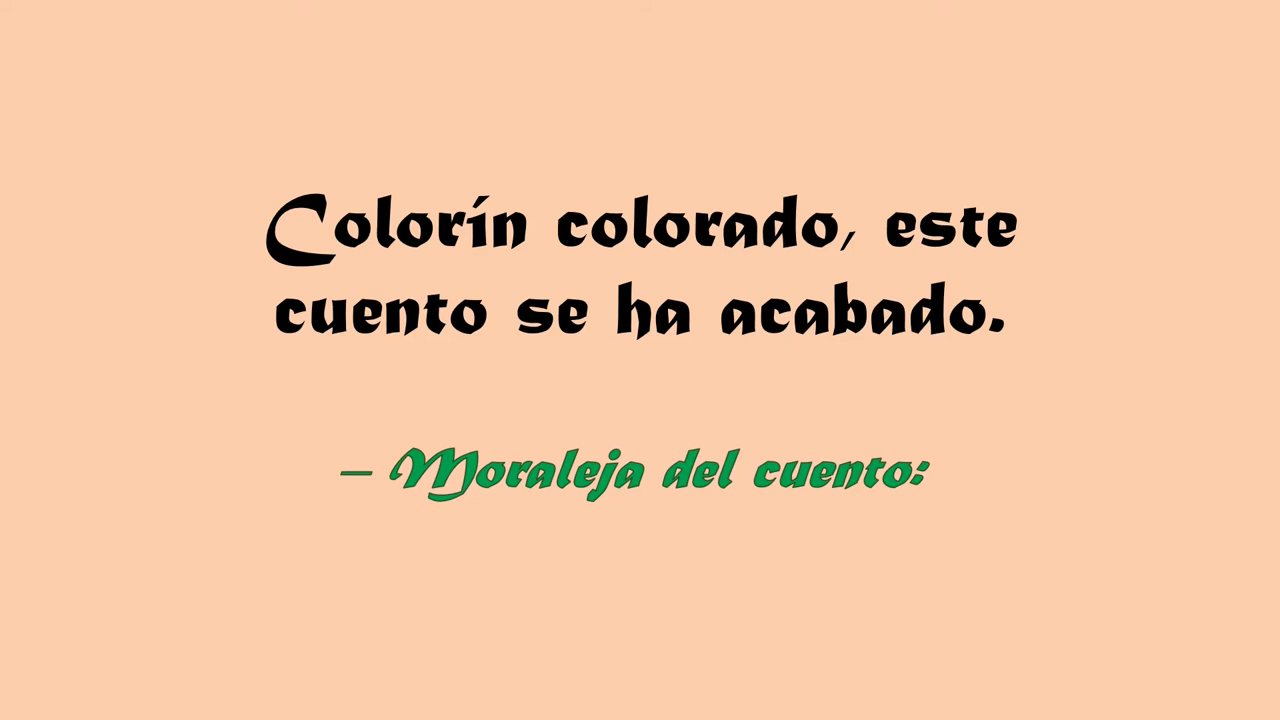 Colorín colorado, este
cuento se ha acabado.
– Moraleja del cuento: